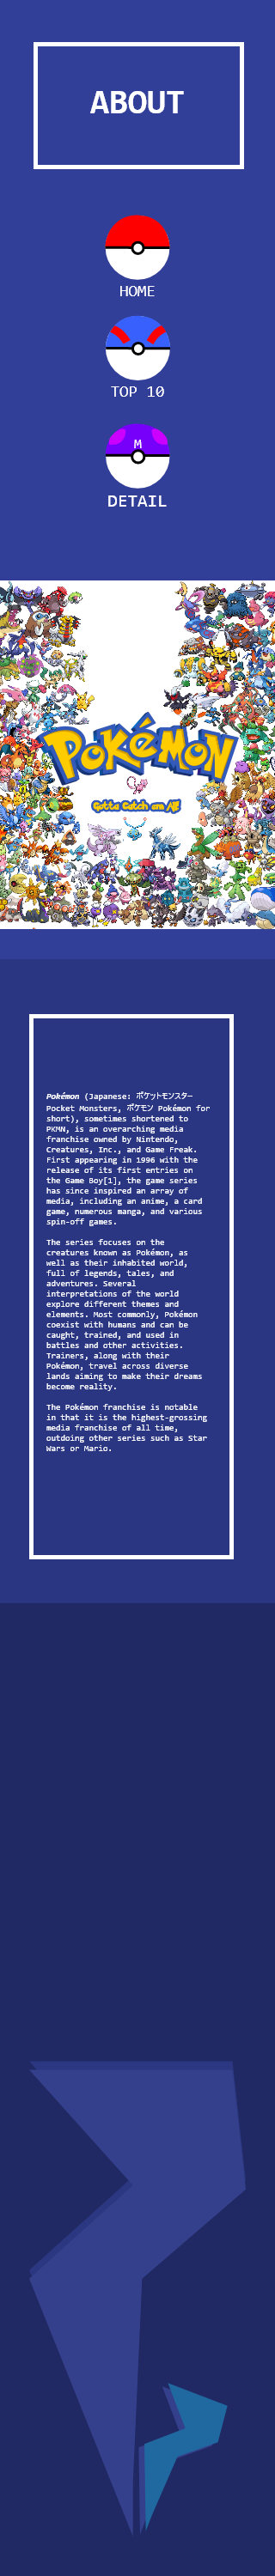 ABOUT
HOME
TOP 10
M
DETAIL
POKéMON
Gotta Catch em All
Pokémon (Japanese: ポケットモンスター
Pocket Monsters, ポケモン Pokémon for
short), sometimes shortened to
PKMN, is an overarching media
franchise owned by Nintendo,
Creatures, Inc., and Game Freak.
First appearing in 1996 with the
release of its first entries on
the Game Boy[1], the game series
has since inspired an array of
media, including an anime, a card
game, numerous manga, and various
spin-off games.
The series focuses on the
creatures known as Pokémon, as
well as their inhabited world,
full of legends, tales, and
adventures. Several
interpretations of the world
explore different themes and
elements. Most commonly, Pokémon
coexist with humans and can be
caught, trained, and used in
battles and other activities.
Trainers, along with their
Pokémon, travel across diverse
lands aiming to make their dreams
become reality.
The Pokémon franchise is notable
in that it is the highest-grossing
media franchise of all time,
outdoing other series such as Star
Wars or Mario.